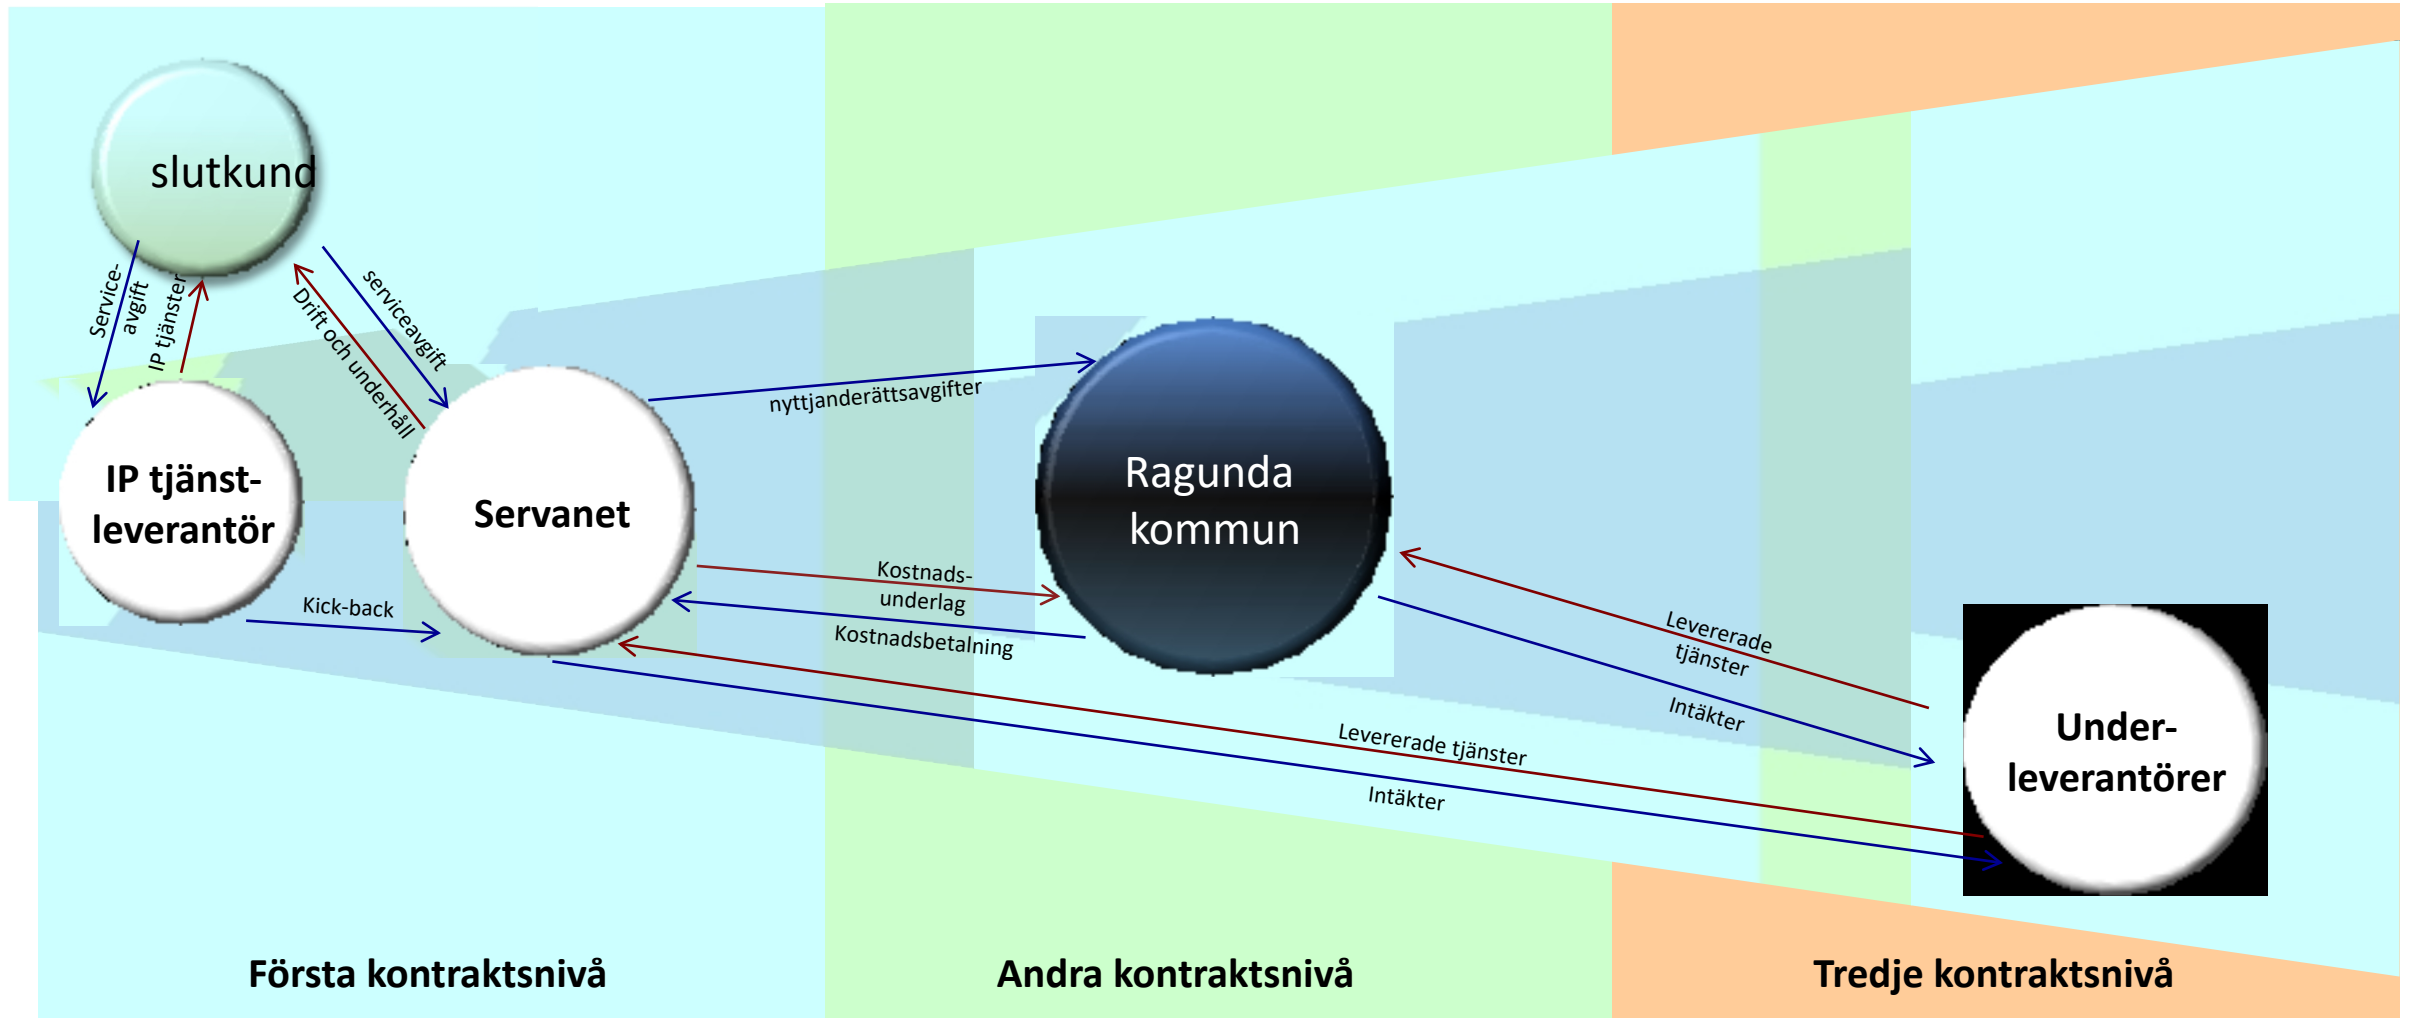 slutkund
Service-
avgift
IP tjänster
Drift och underhåll
serviceavgift
IP tjänst-
leverantör
Servanet
nyttjanderättsavgifter
Ragunda
kommun
Kick-back
Kostnads-
underlag
Kostnadsbetalning
Levererade
tjänster
Intäkter
Levererade tjänster
Intäkter
Under-
leverantörer
Första kontraktsnivå
Andra kontraktsnivå
Tredje kontraktsnivå